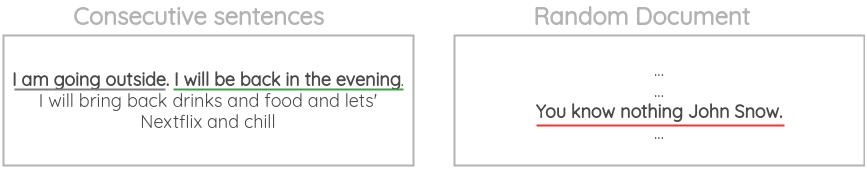 Consecutive sentences
I am going outside. I will be back in the evening.
I will bring back drinks and food and lets'
Nextflix and chill
Random Document
...
...
You know nothing John Snow.
...